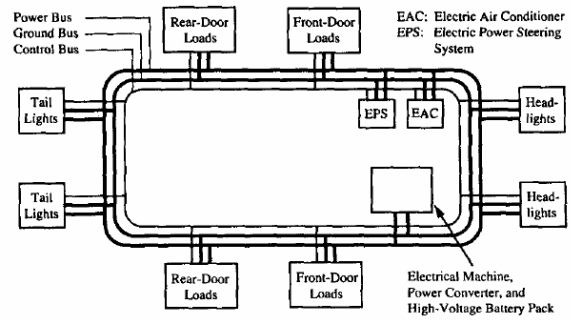 Power Bus
Ground Bus
Control Bus
Rear-Door
Loads
Front-Door
Loads
EAC: Electric Air Conditioner
EPS: Electric Power Steering
System
Tail
Lights
EPS
EAC
Head-
lights
Tail
Lights
Head-
lights
Rear-Door
Loads
Front-Door
Loads
Electrical Machine,
Power Converter, and
High-Voltage Battery Pack